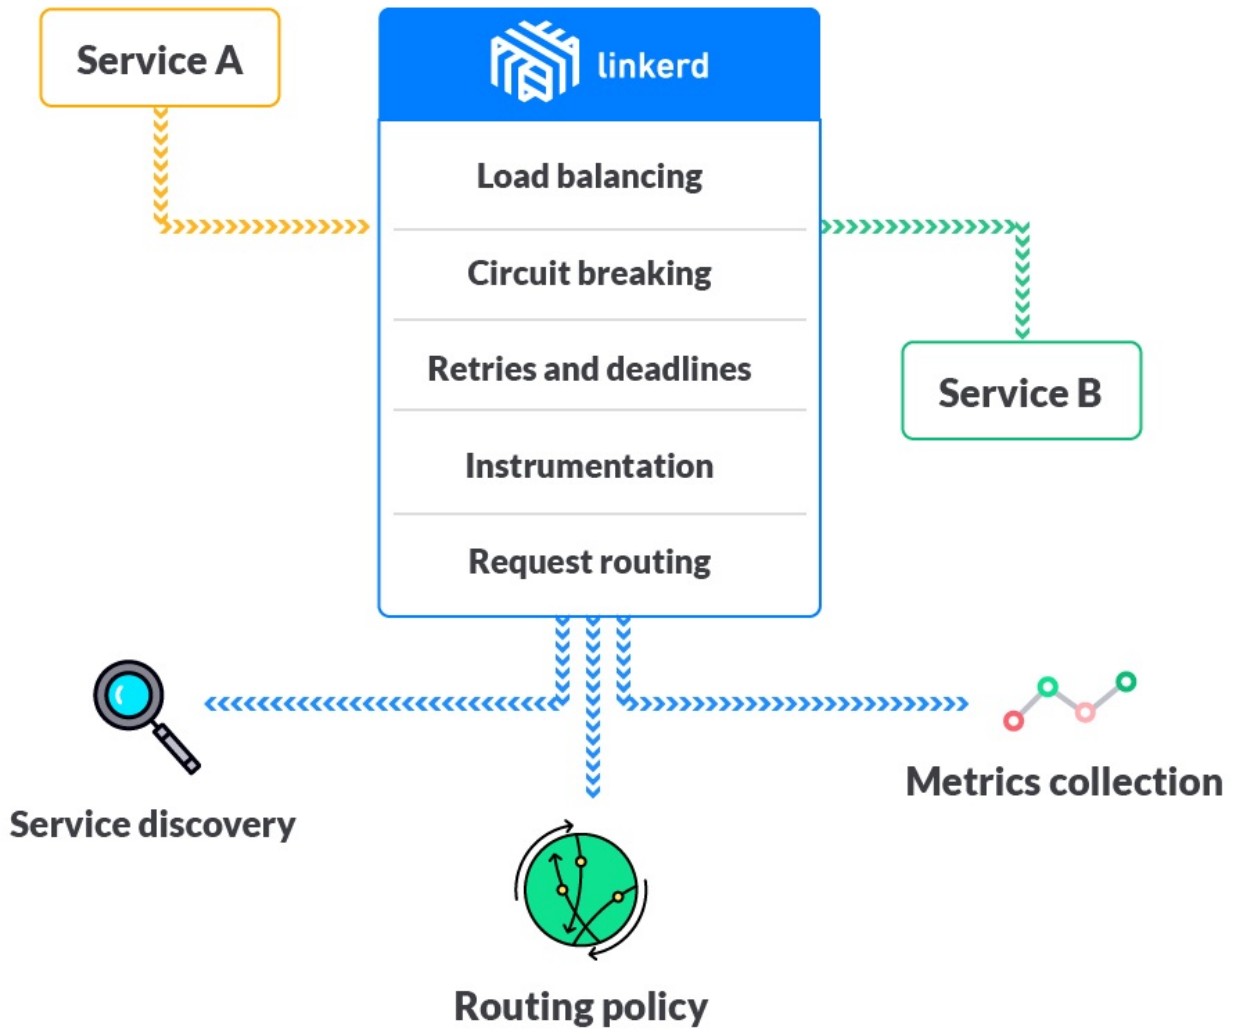 Service A
linkerd
Load balancing
Circuit breaking
Retries and deadlines
Instrumentation
Request routing
Service B
Service discovery
Metrics collection
Routing policy